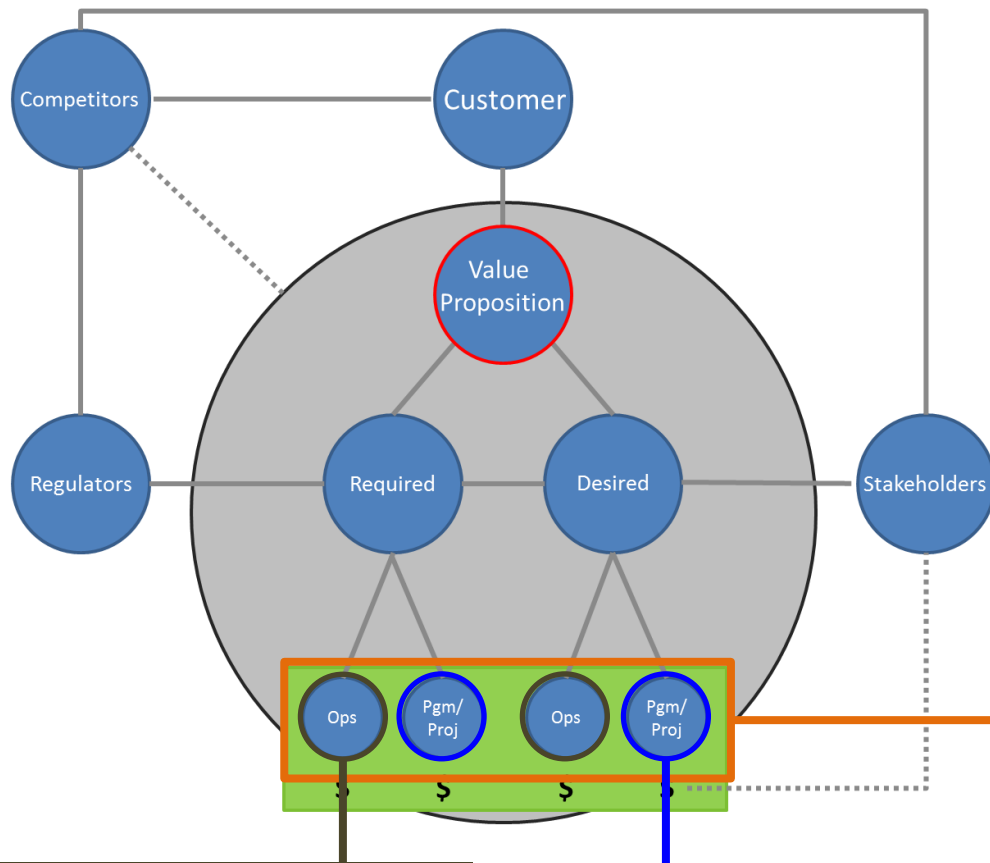 Competitors
Customer
Value
Proposition
Regulators
Required
Desired
Stakeholders
Ops
Pgm/
Proj
Ops
Pgm/
Proj
$ $ $ $